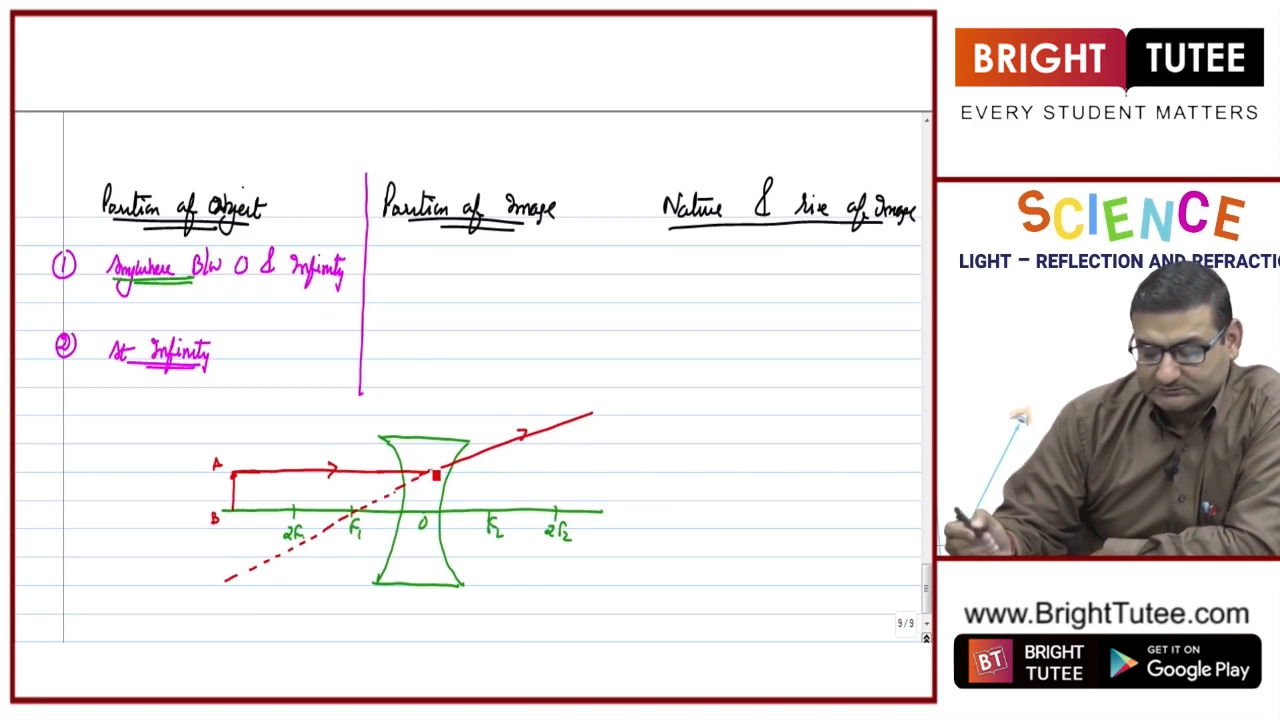 Position of Object Position of Image Nature & size of Image
① Anywhere B/w O & Infinity
② At Infinity
A
B 2F1 F1 O F2 2F2
9/9
BRIGHT TUTEE
EVERY STUDENT MATTERS
SCIENCE
LIGHT – REFLECTION AND REFRACTI
www.BrightTutee.com
BT BRIGHT TUTEE
GET IT ON
Google Play